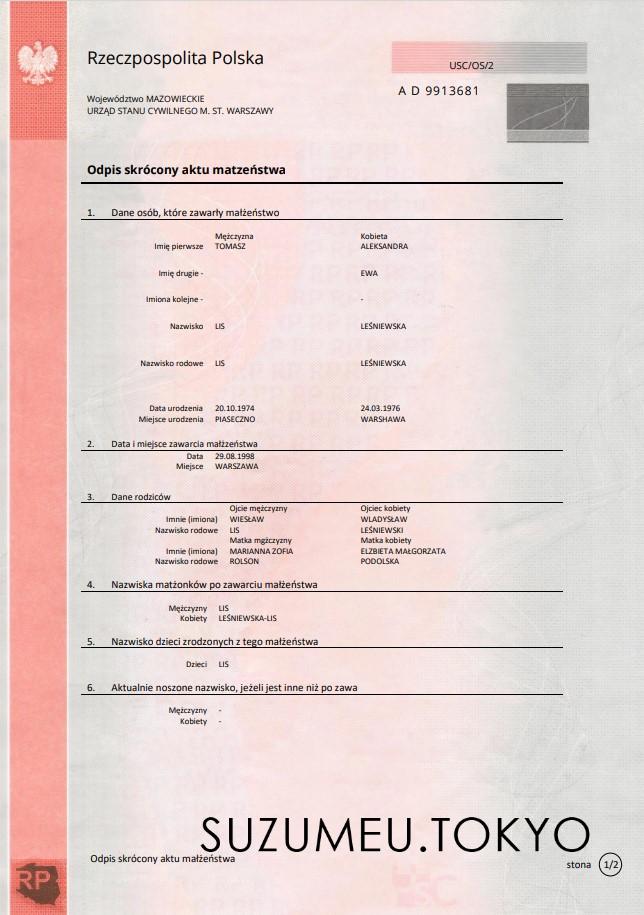 Rzeczpospolita Polska
USC/OS/2
A D 9913681
Województwo MAZOWIECKIE
URZĄD STANU CYWILNEGO M. ST. WARSZAWY
Odpis skrócony aktu matzeństwa
1. Dane osób, które zawarły małżeństwo
Mężczyzna Kobieta
Imię pierwsze TOMASZ ALEKSANDRA
Imię drugie - EWA
Imiona kolejne - -
Nazwisko LIS LEŚNIEWSKA
Nazwisko rodowe LIS LEŚNIEWSKA
Data urodzenia 20.10.1974 24.03.1976
Miejsce urodzenia PIASECZNO WARSHAWA
2. Data i miejsce zawarcia małżzeństwa
Data 29.08.1998
Miejsce WARSZAWA
3. Dane rodziców
Ojcie mężczyzny Ojciec kobiety
Imnie (imiona) WIESŁAW WLADYSŁAW
Nazwisko rodowe LIS LEŚNIEWSKI
Matka mgżczyzny Matka kobiety
Imnie (imiona) MARIANNA ZOFIA ELZBIETA MAŁGORZATA
Nazwisko rodowe ROLSON PODOLSKA
4. Nazwiska matżonków po zawarciu małżeństwa
Mężczyzny LIS
Kobiety LEŚNIEWSKA-LIS
5. Nazwisko dzieci zrodzonych z tego małżeństwa
Dzieci LIS
6. Aktualnie noszone nazwisko, jeżeli jest inne niż po zawa
Mężczyzny -
Kobiety -
SUZUMEU.TOKYO
Odpis skrócony aktu małżeństwa
stona 1/2
RP